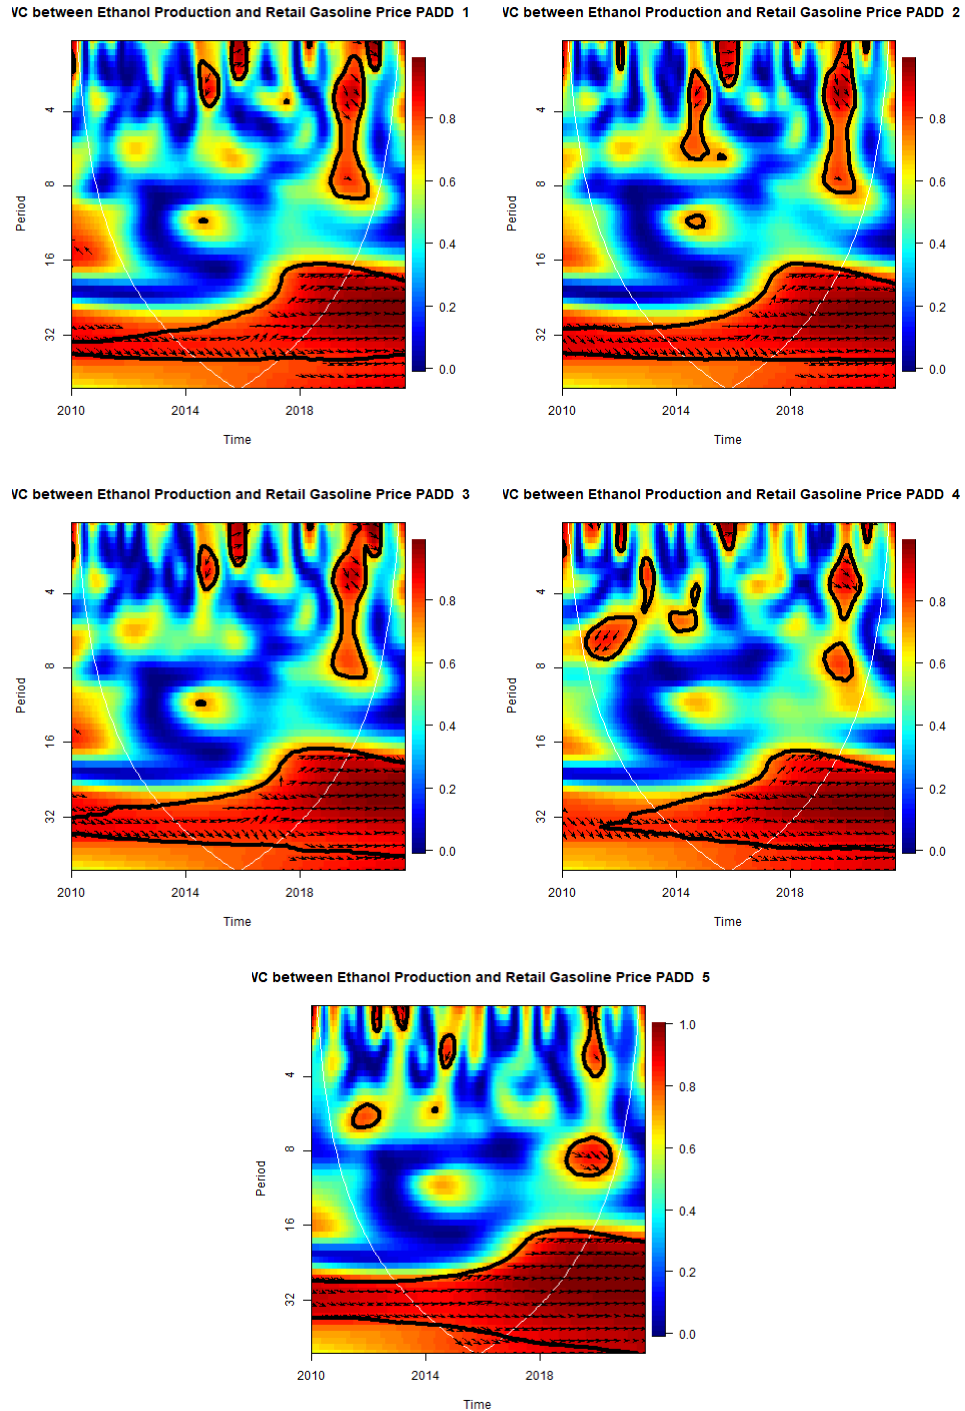 VC between Ethanol Production and Retail Gasoline Price PADD 1
0.8
0.6
0.4
0.2
0.0
4
8
16
32
Period
2010 2014 2018
Time
VC between Ethanol Production and Retail Gasoline Price PADD 2
0.8
0.6
0.4
0.2
0.0
4
8
16
32
Period
2010 2014 2018
Time
VC between Ethanol Production and Retail Gasoline Price PADD 3
0.8
0.6
0.4
0.2
0.0
4
8
16
32
Period
2010 2014 2018
Time
VC between Ethanol Production and Retail Gasoline Price PADD 4
0.8
0.6
0.4
0.2
0.0
4
8
16
32
Period
2010 2014 2018
Time
VC between Ethanol Production and Retail Gasoline Price PADD 5
1.0
0.8
0.6
0.4
0.2
0.0
4
8
16
32
Period
2010 2014 2018
Time